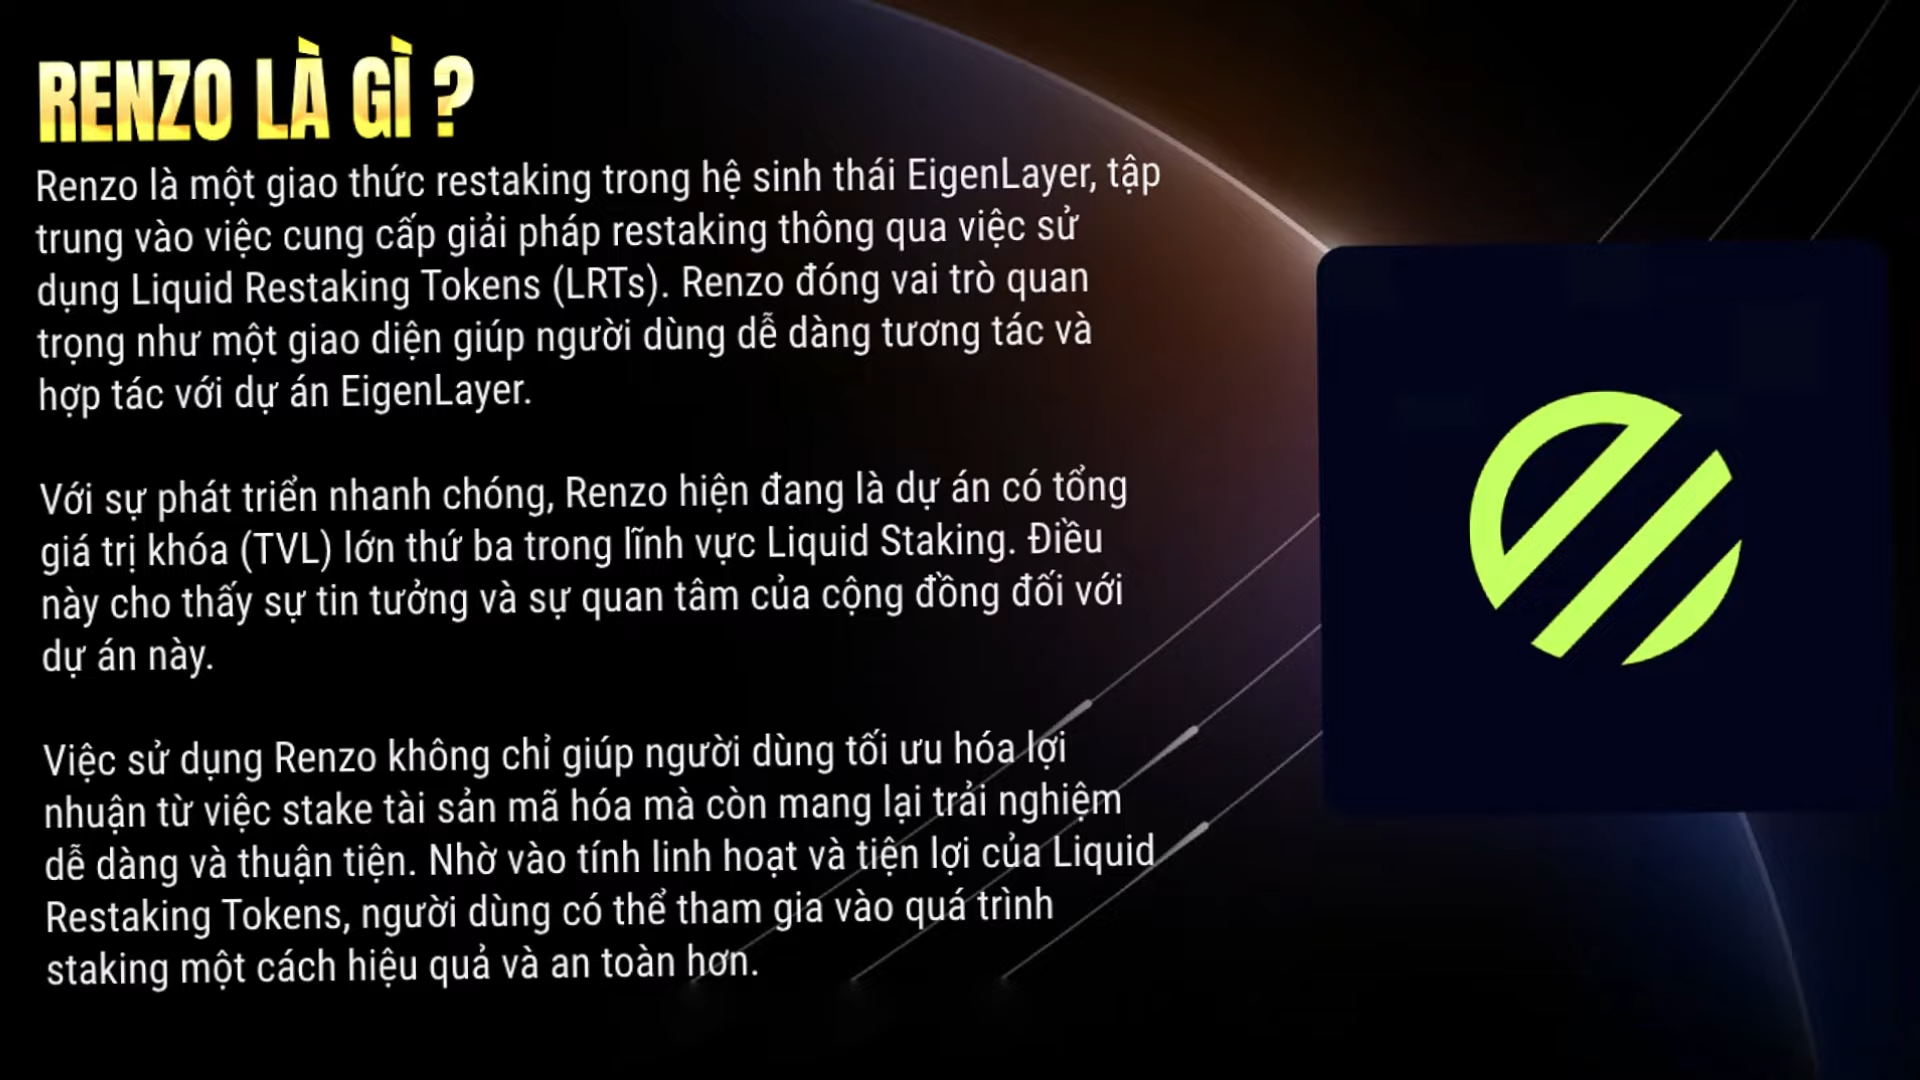 RENZO LÀ GÌ ?
Renzo là một giao thức restaking trong hệ sinh thái EigenLayer, tập
trung vào việc cung cấp giải pháp restaking thông qua việc sử
dụng Liquid Restaking Tokens (LRTs). Renzo đóng vai trò quan
trọng như một giao diện giúp người dùng dễ dàng tương tác và
hợp tác với dự án EigenLayer.
Với sự phát triển nhanh chóng, Renzo hiện đang là dự án có tổng
giá trị khóa (TVL) lớn thứ ba trong lĩnh vực Liquid Staking. Điều
này cho thấy sự tin tưởng và sự quan tâm của cộng đồng đối với
dự án này.
Việc sử dụng Renzo không chỉ giúp người dùng tối ưu hóa lợi
nhuận từ việc stake tài sản mã hóa mà còn mang lại trải nghiệm
dễ dàng và thuận tiện. Nhờ vào tính linh hoạt và tiện lợi của Liquid
Restaking Tokens, người dùng có thể tham gia vào quá trình
staking một cách hiệu quả và an toàn hơn.